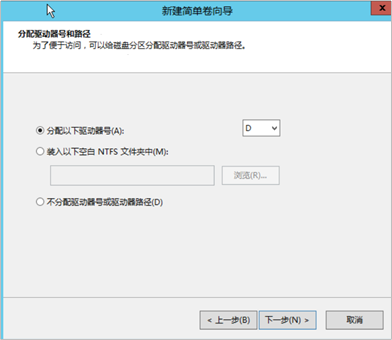 新建简单卷向导
x
分配驱动器号和路径
为了便于访问，可以给磁盘分区分配驱动器号或驱动器路径。
分配以下驱动器号(A):
D
装入以下空白 NTFS 文件夹中(M):
浏览(R)...
不分配驱动器号或驱动器路径(D)
< 上一步(B)
下一步(N) >
取消